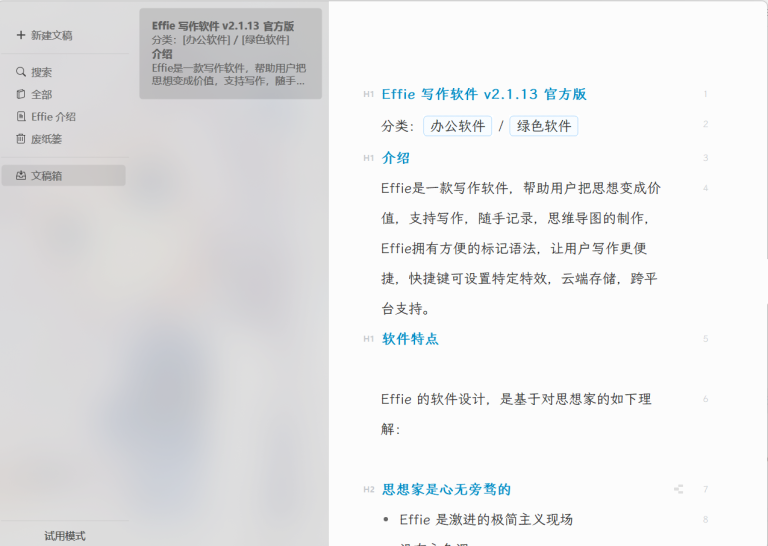 + 新建文稿
搜索
全部
Effie 介绍
废纸篓
文稿箱
试用模式
Effie 写作软件 v2.1.13 官方版
分类: [办公软件] / [绿色软件]
介绍
Effie是一款写作软件，帮助用户把
思想变成价值，支持写作，随手...
H1 Effie 写作软件 v2.1.13 官方版 1
分类: 办公软件 / 绿色软件 2
H1 介绍 3
Effie是一款写作软件，帮助用户把思想变成价 4
值，支持写作，随手记录，思维导图的制作，
Effie拥有方便的标记语法，让用户写作更便
捷，快捷键可设置特定特效，云端存储，跨平
台支持。
H1 软件特点 5
Effie 的软件设计，是基于对思想家的如下理 6
解：
H2 思想家是心无旁骛的 7
• Effie 是激进的极简主义现场 8